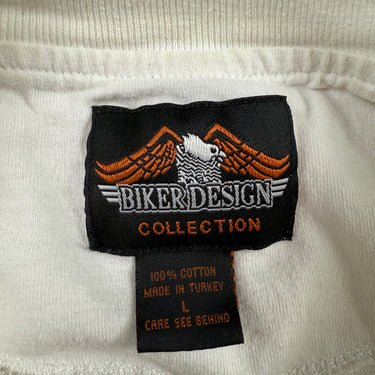 BIKER DESIGN
COLLECTION
100% COTTON
MADE IN TURKEY
L
CARE SEE BEHIND